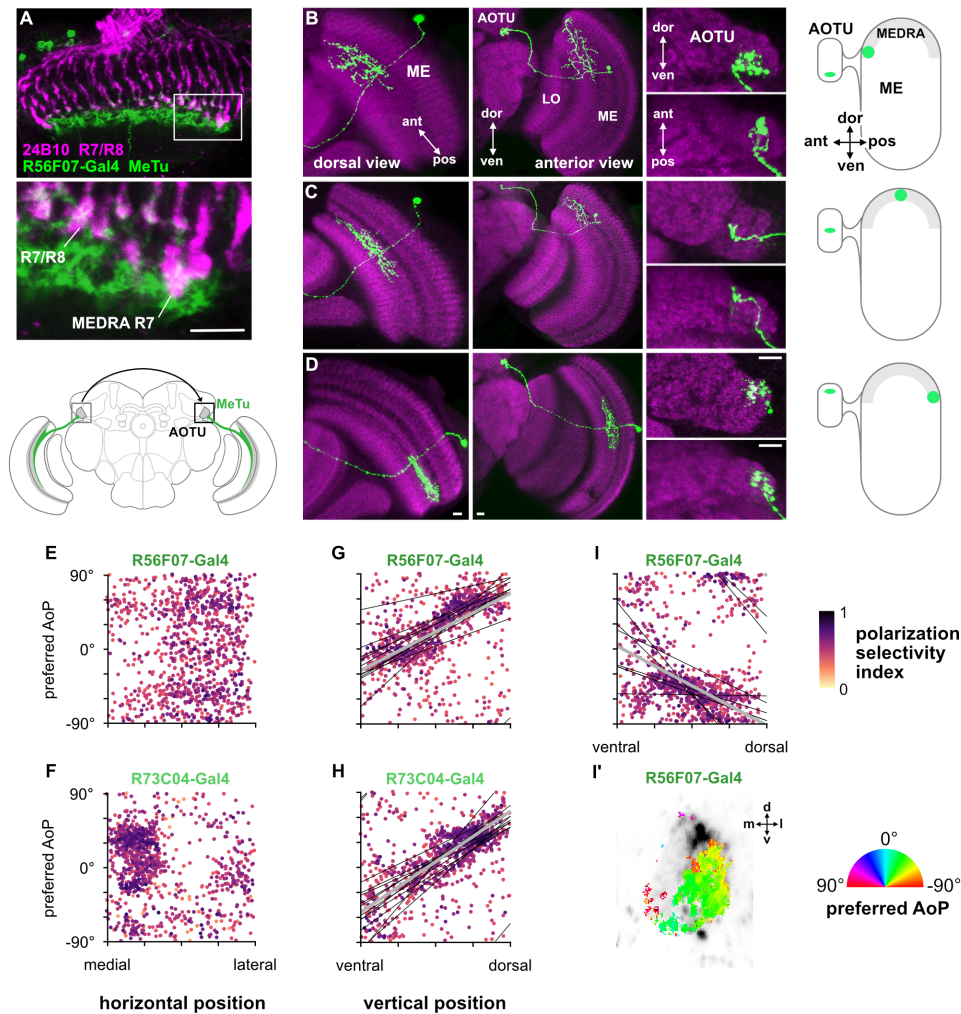 A
24B10 R7/R8
R56F07-Gal4 MeTu
R7/R8
MEDRA R7
MeTu
AOTU
B
ME
ant
pos
dorsal view
AOTU
dor
ven
LO
ME
anterior view
dor
AOTU
ven
ant
pos
AOTU
MEDRA
ME
dor
ant
pos
ven
C
D
E
R56F07-Gal4
90°
0°
-90°
preferred AoP
G
R56F07-Gal4
I
R56F07-Gal4
ventral
dorsal
1
0
polarization
selectivity
index
F
R73C04-Gal4
90°
0°
-90°
preferred AoP
medial
lateral
horizontal position
H
R73C04-Gal4
ventral
dorsal
vertical position
I'
R56F07-Gal4
d
m
l
v
0°
90°
-90°
preferred AoP